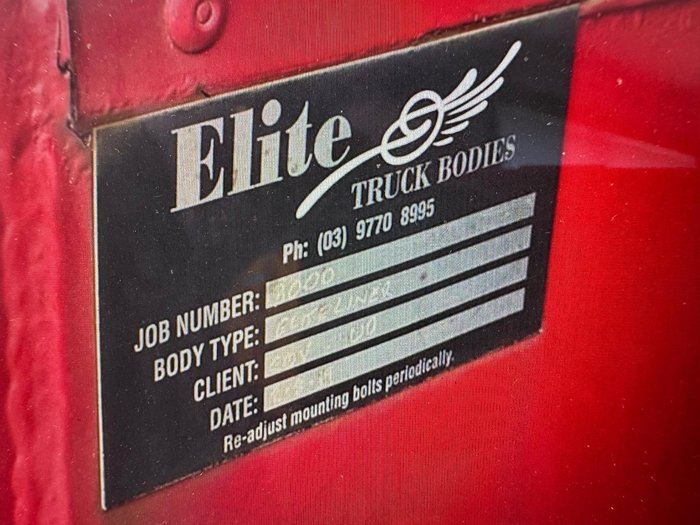 Elite
TRUCK BODIES
Ph: (03) 9770 8995
JOB NUMBER:
BODY TYPE:
CLIENT:
DATE:
Re-adjust mounting bolts periodically.